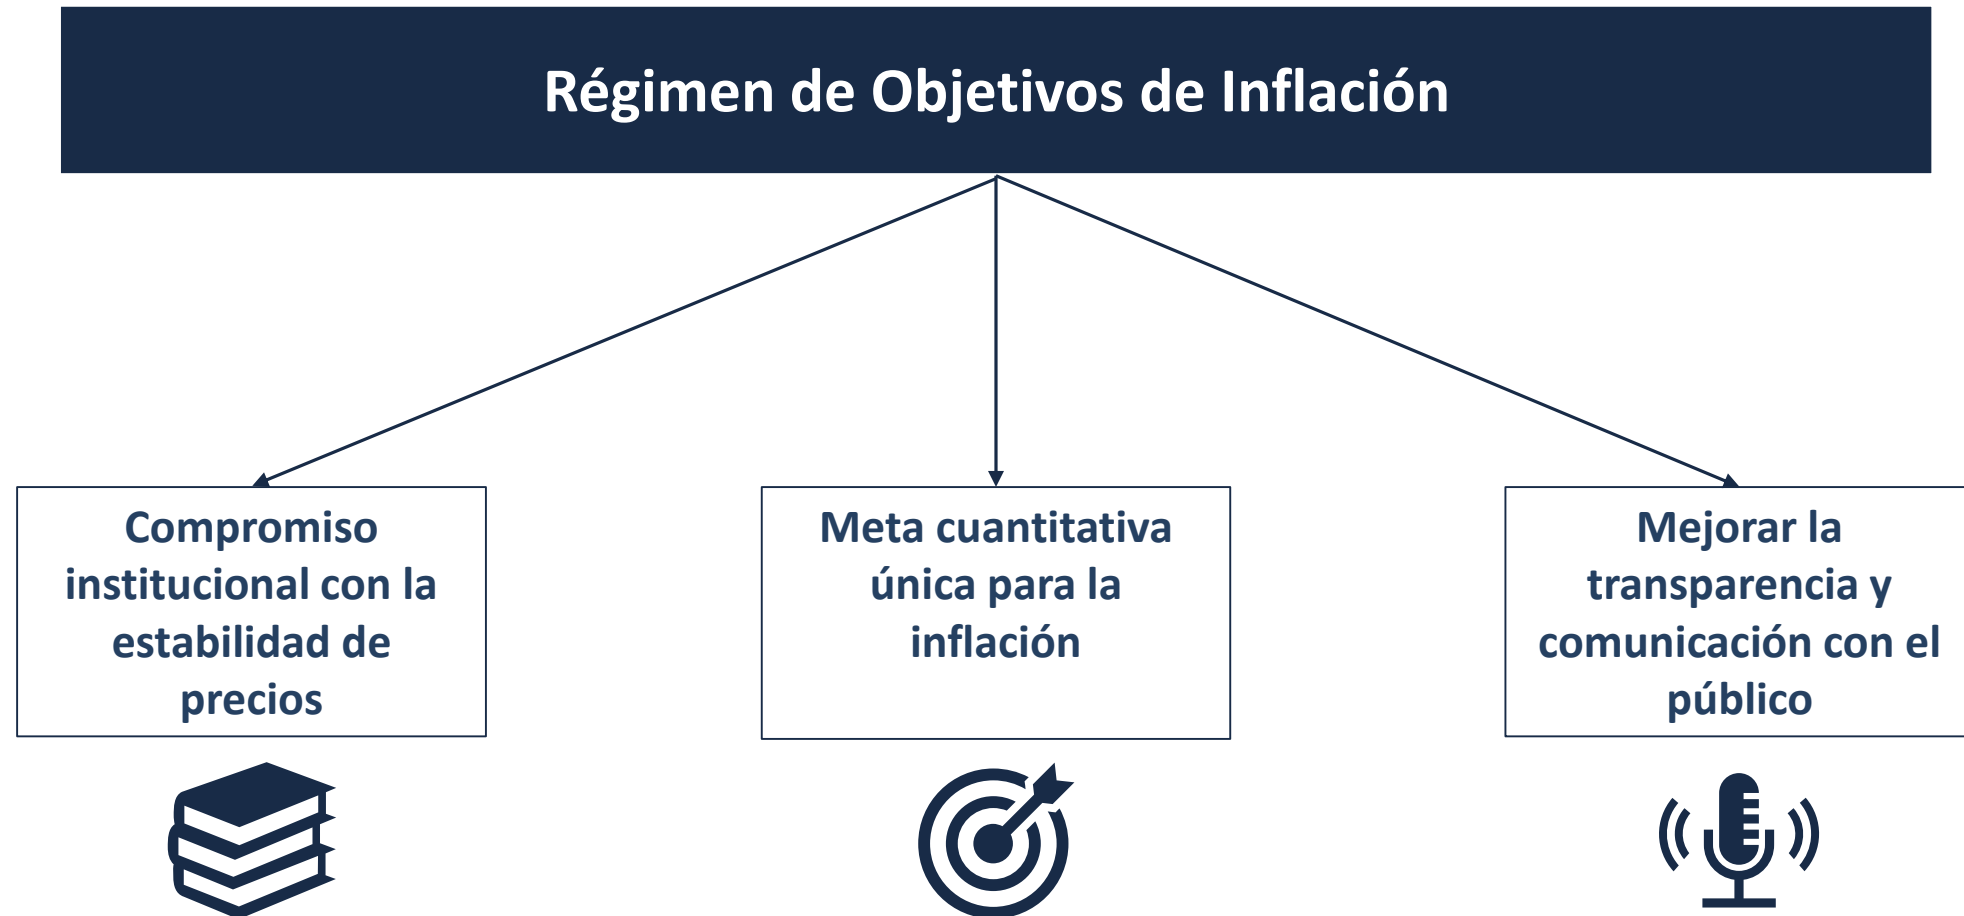 Régimen de Objetivos de Inflación
Compromiso
institucional con la
estabilidad de
precios
Meta cuantitativa
única para la
inflación
Mejorar la
transparencia y
comunicación con el
público